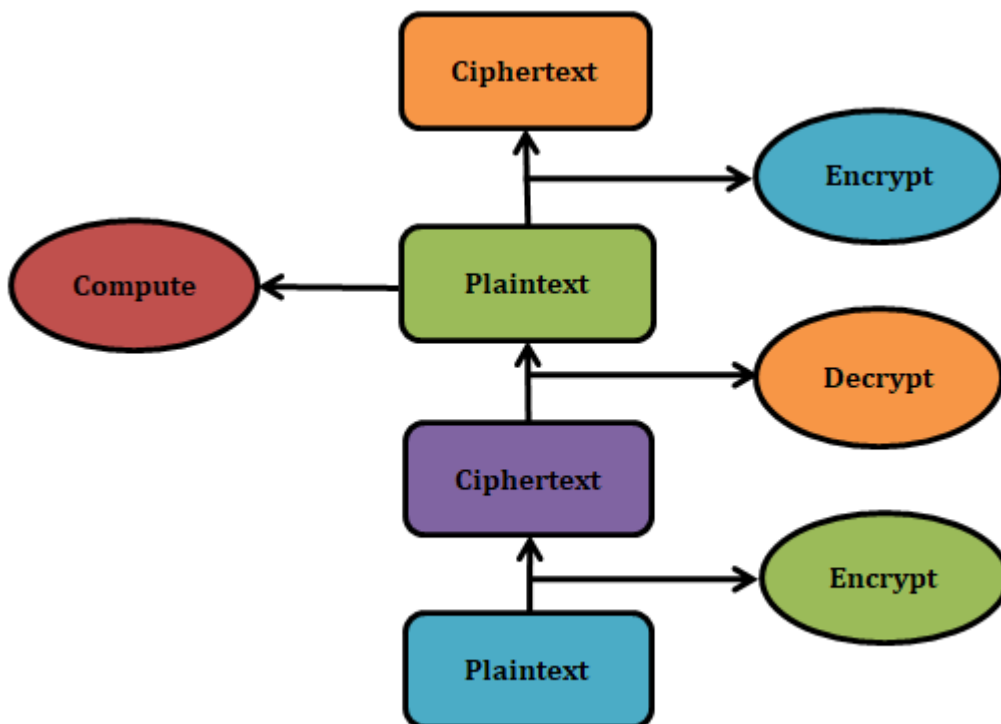 Ciphertext
Encrypt
Plaintext
Compute
Decrypt
Ciphertext
Encrypt
Plaintext